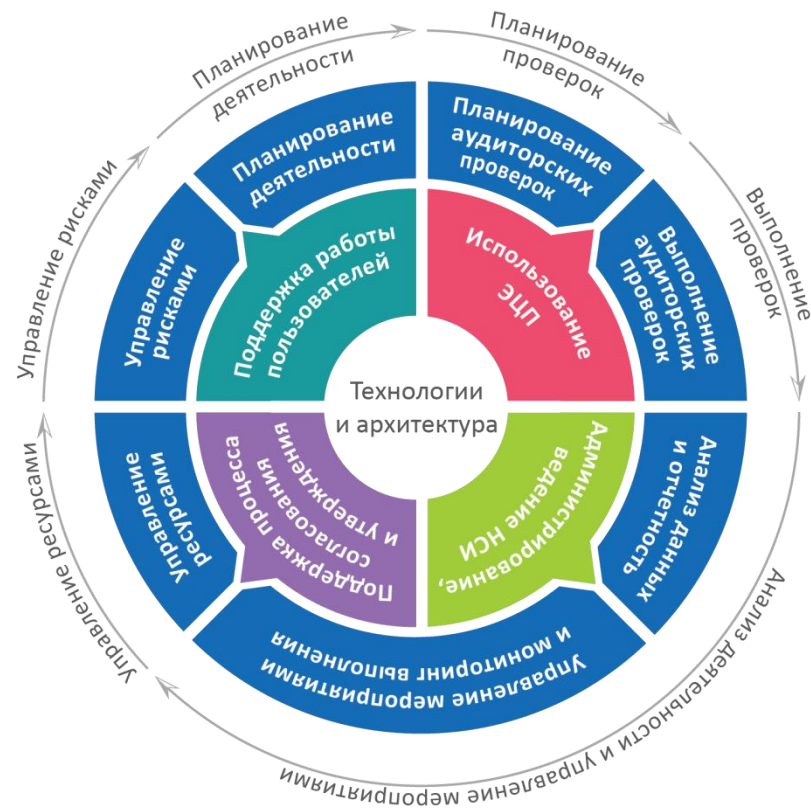 Планирование
деятельности
Планирование
проверок
Выполнение
проверок
Анализ деятельности и управление мероприятиями
Управление ресурсами
Управление рисками
Планирование
деятельности
Планирование
аудиторских
проверок
Выполнение
аудиторских
проверок
Анализ данных
и отчетность
Управление мероприятиями
и мониторинг выполнения
Управление
ресурсами
Управление
рисками
Поддержка работы
пользователей
Использование
ЭЦП
Администрирование,
ведение НСИ
Поддержка процесса
согласования
и утверждения
Технологии
и архитектура